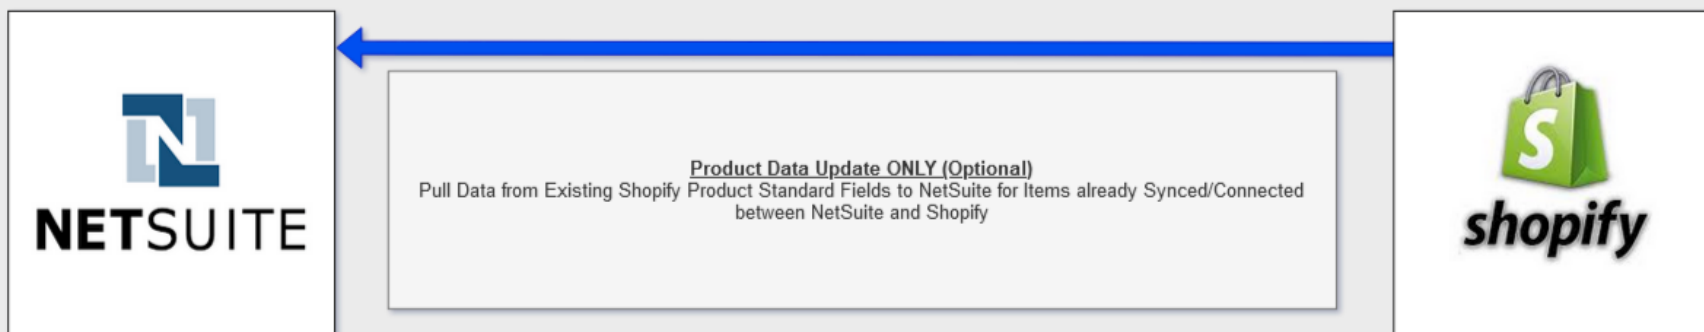 NETSUITE
Product Data Update ONLY (Optional)
Pull Data from Existing Shopify Product Standard Fields to NetSuite for Items already Synced/Connected
between NetSuite and Shopify
S
shopify